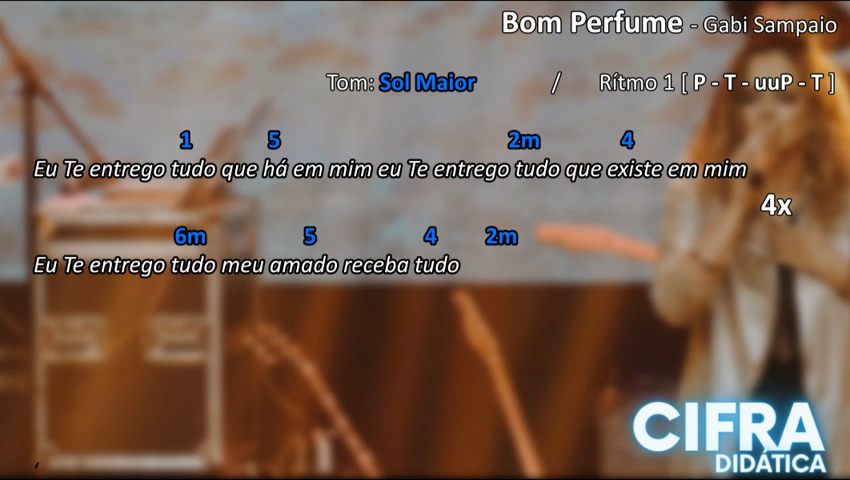 Bom Perfume - Gabi Sampaio
Tom: Sol Maior / Rítmo 1 [ P - T - uuP - T ]
1 5 2m 4
Eu Te entrego tudo que há em mim eu Te entrego tudo que existe em mim
4x
6m 5 4 2m
Eu Te entrego tudo meu amado receba tudo
CIFRA
DIDÁTICA